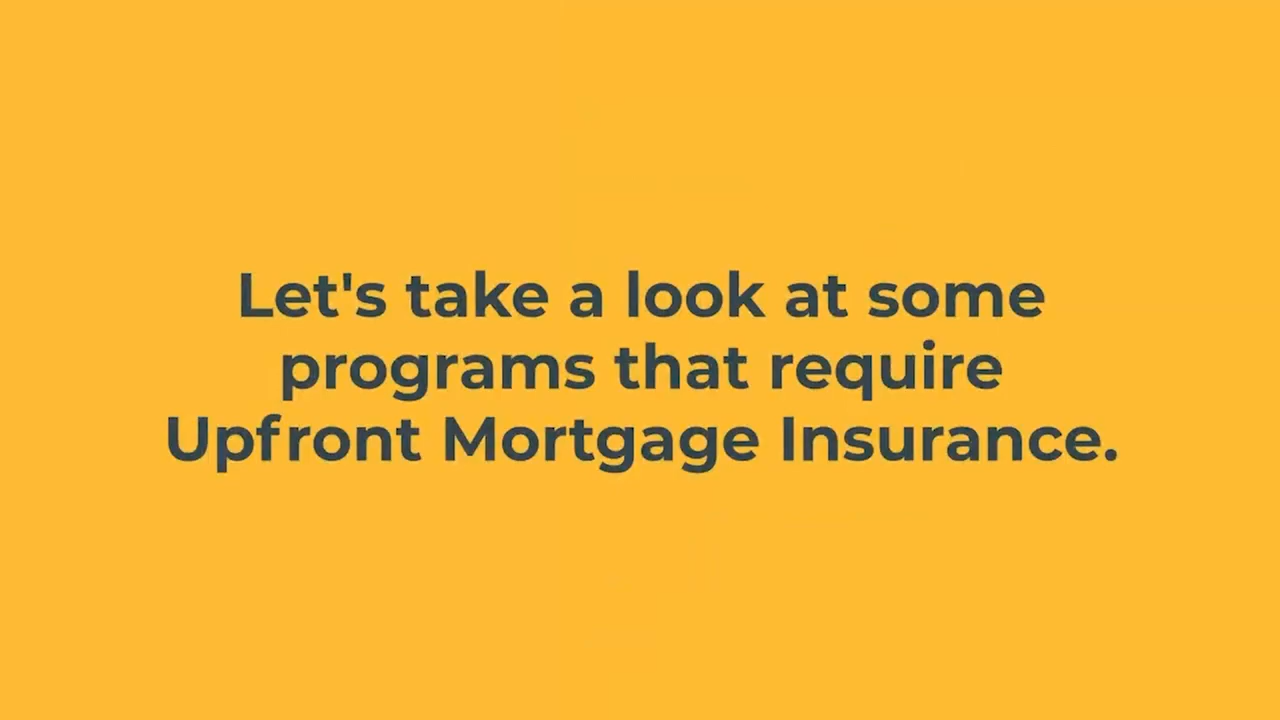 Let's take a look at some
programs that require
Upfront Mortgage Insurance.